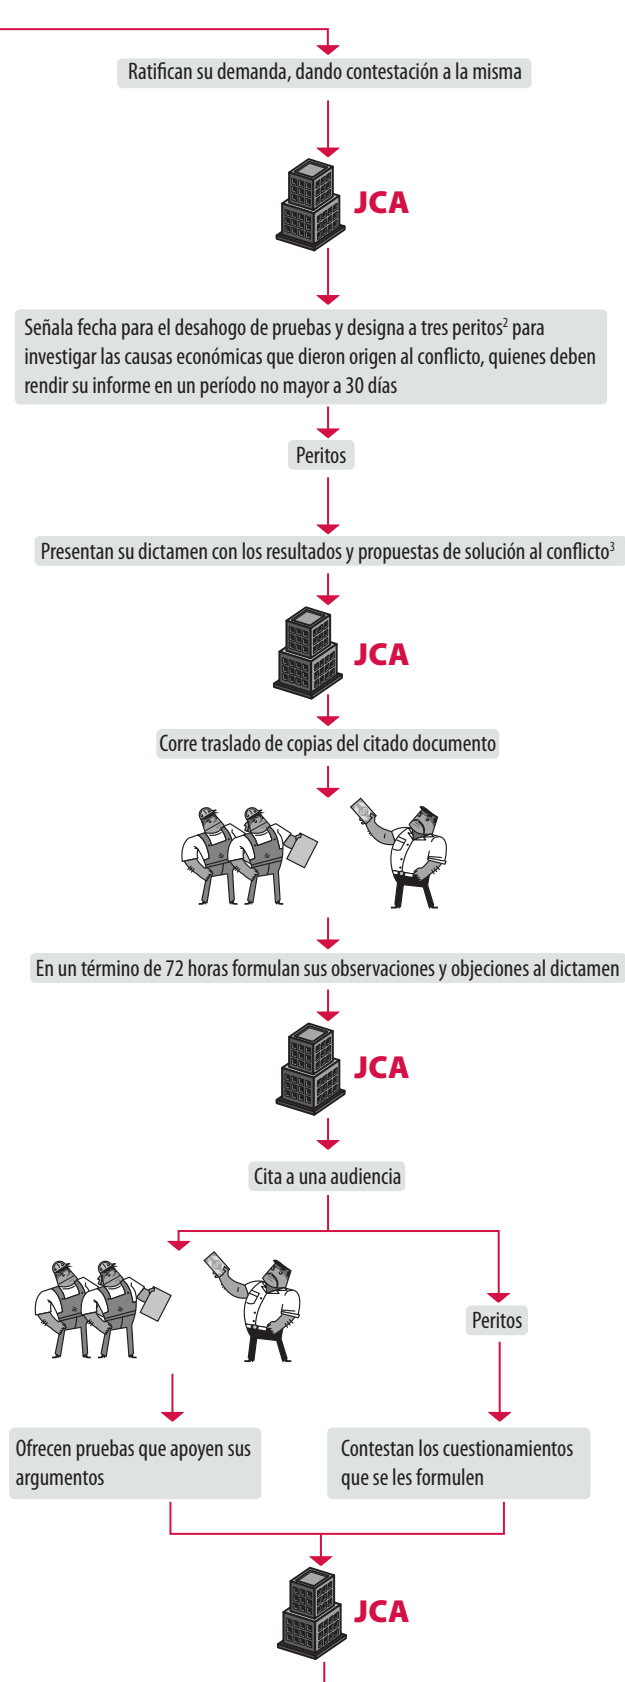 Ratifican su demanda, dando contestación a la misma
JCA
Señala fecha para el desahogo de pruebas y designa a tres peritos² para
investigar las causas económicas que dieron origen al conflicto, quienes deben
rendir su informe en un período no mayor a 30 días
Peritos
Presentan su dictamen con los resultados y propuestas de solución al conflicto³
JCA
Corre traslado de copias del citado documento
En un término de 72 horas formulan sus observaciones y objeciones al dictamen
JCA
Cita a una audiencia
Peritos
Ofrecen pruebas que apoyen sus
argumentos
Contestan los cuestionamientos
que se les formulen
JCA